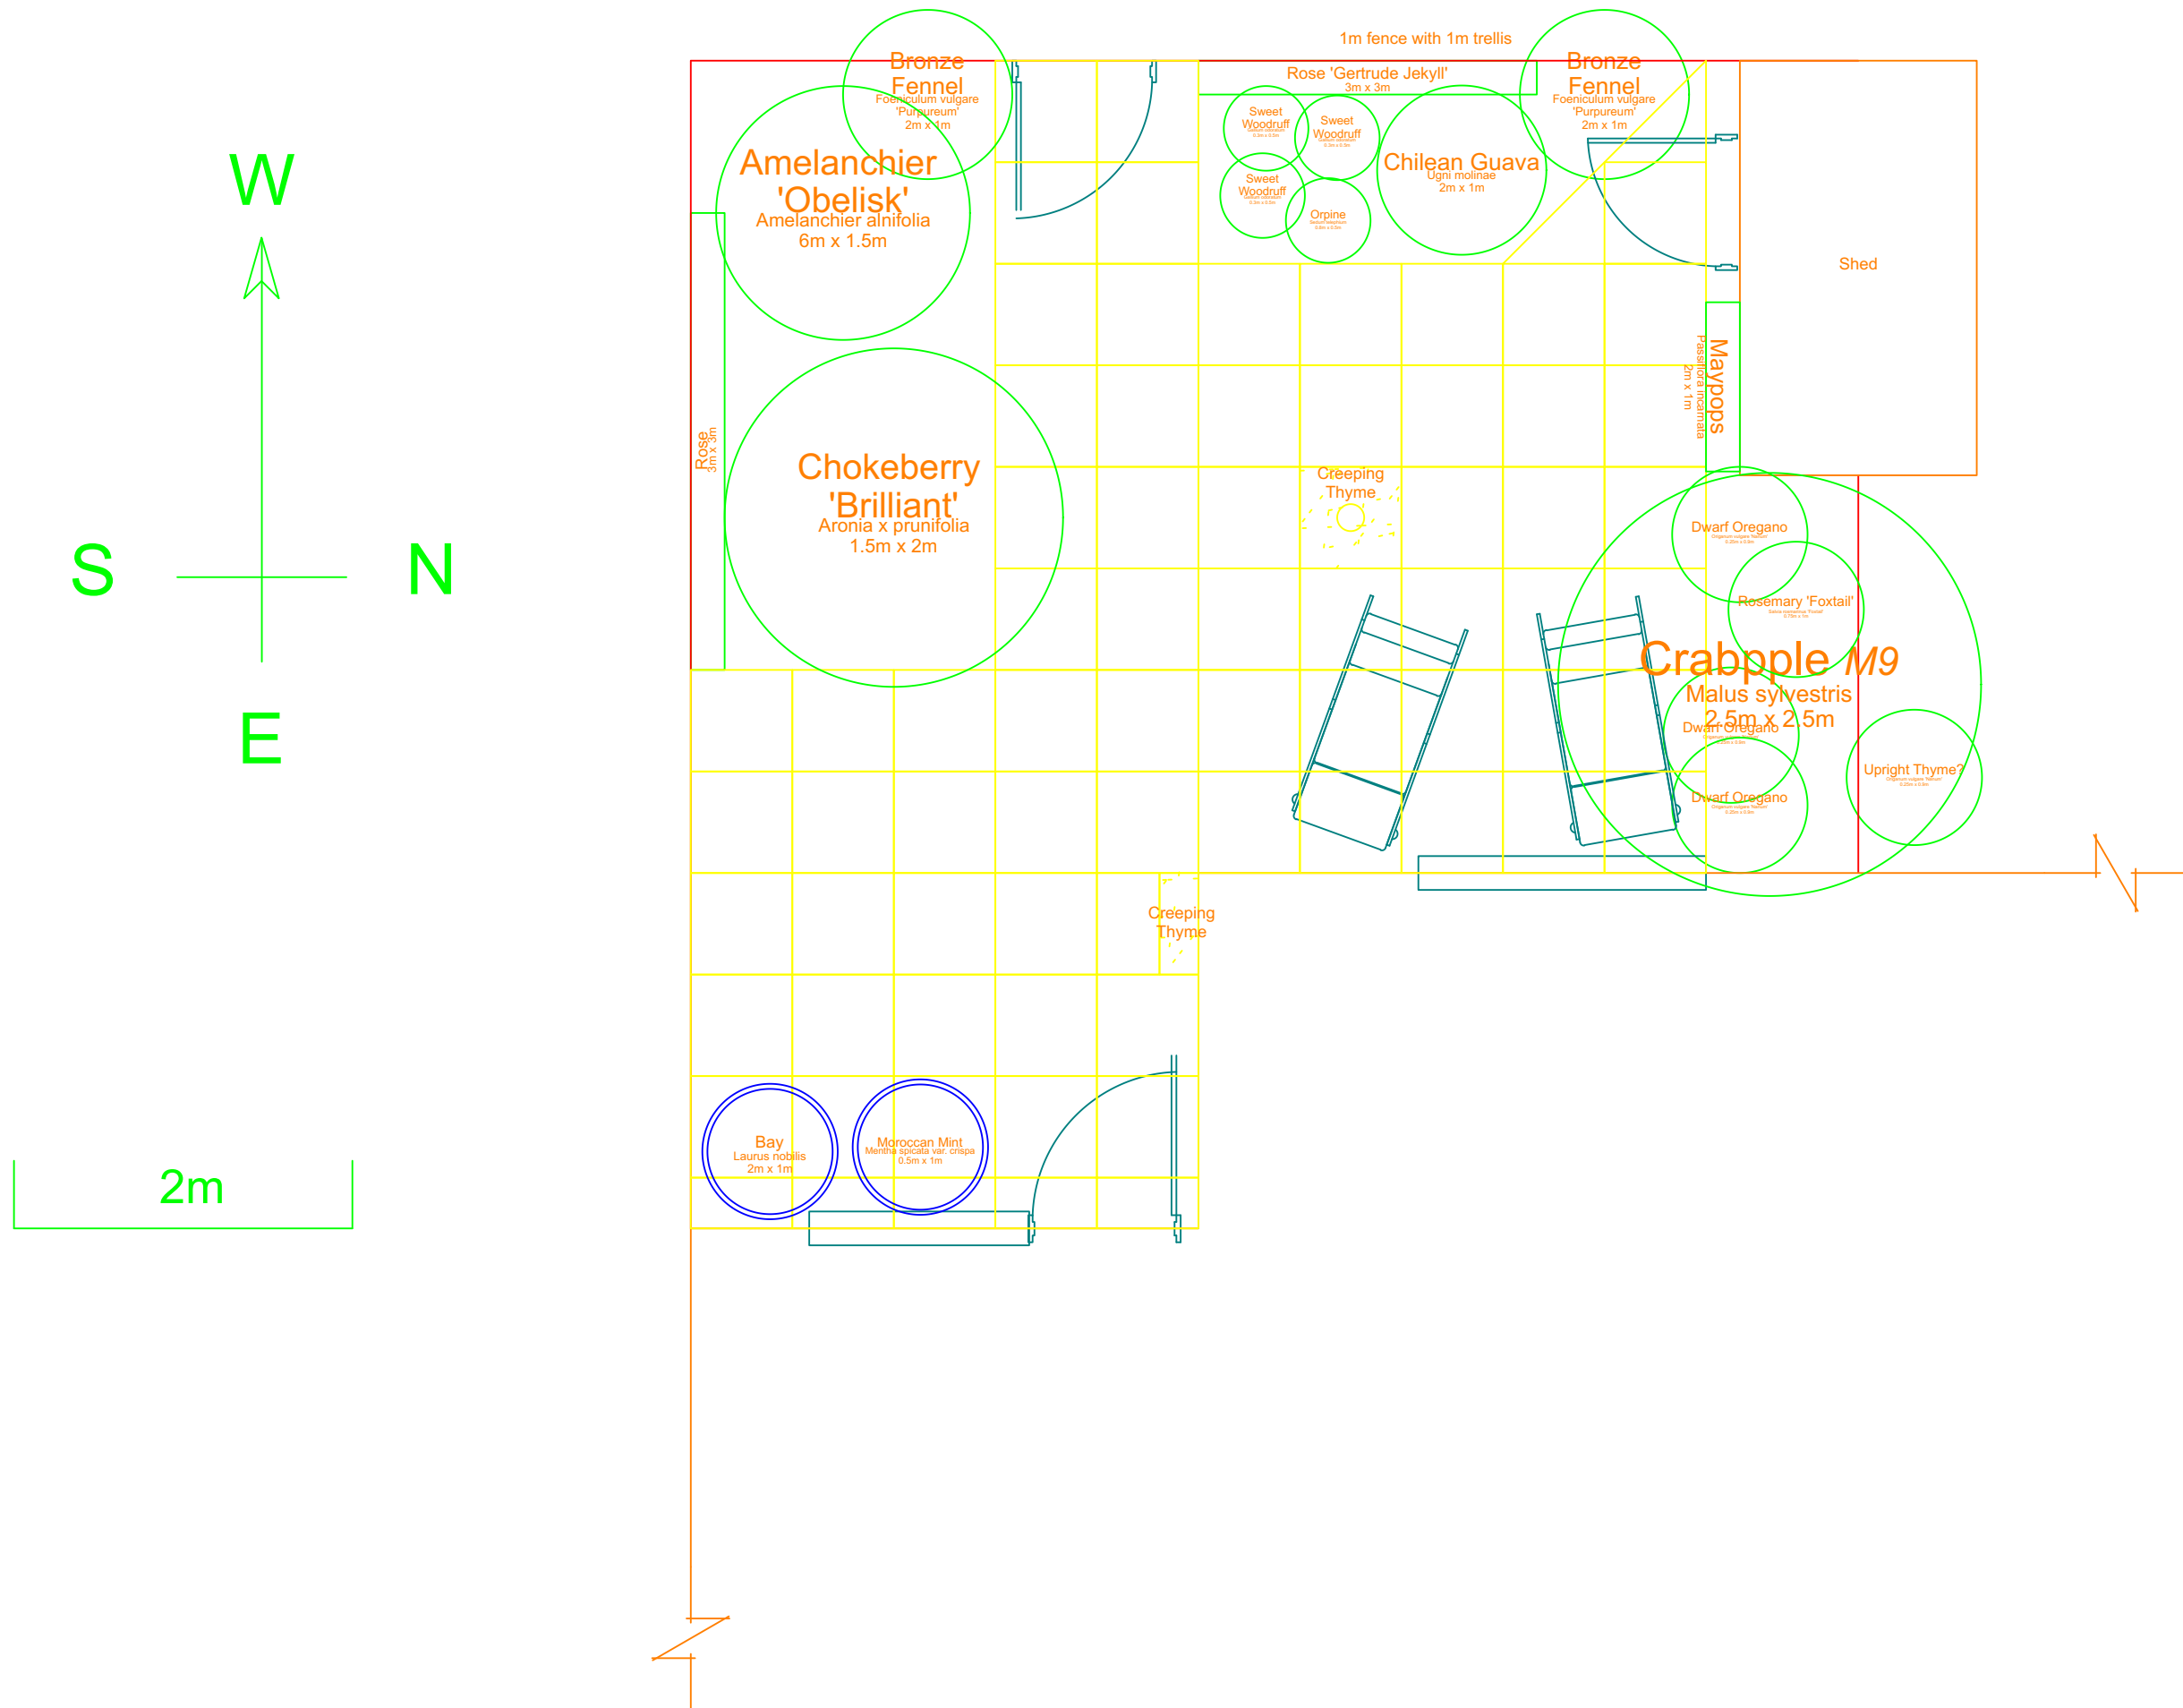 1m fence with 1m trellis
Bronze
Fennel
Foeniculum vulgare
'Purpureum'
2m x 1m
Rose 'Gertrude Jekyll'
3m x 3m
Bronze
Fennel
Foeniculum vulgare
'Purpureum'
2m x 1m
Sweet
Woodruff
Sweet
Woodruff
Sweet
Woodruff
Orpine
Chilean Guava
Ugni molinae
2m x 1m
Amelanchier
'Obelisk'
Amelanchier alnifolia
6m x 1.5m
Shed
W
S
N
E
Maypops
Passiflora incarnata
2m x 1m
Rose
3m x 3m
Chokeberry
'Brilliant'
Aronia x prunifolia
1.5m x 2m
Creeping
Thyme
Dwarf Oregano
Rosemary 'Foxtail'
Crabpple M9
Malus sylvestris
2.5m x 2.5m
Dwarf Oregano
Dwarf Oregano
Upright Thyme?
Creeping
Thyme
Bay
Laurus nobilis
2m x 1m
Moroccan Mint
Mentha spicata var. crispa
0.5m x 1m
2m